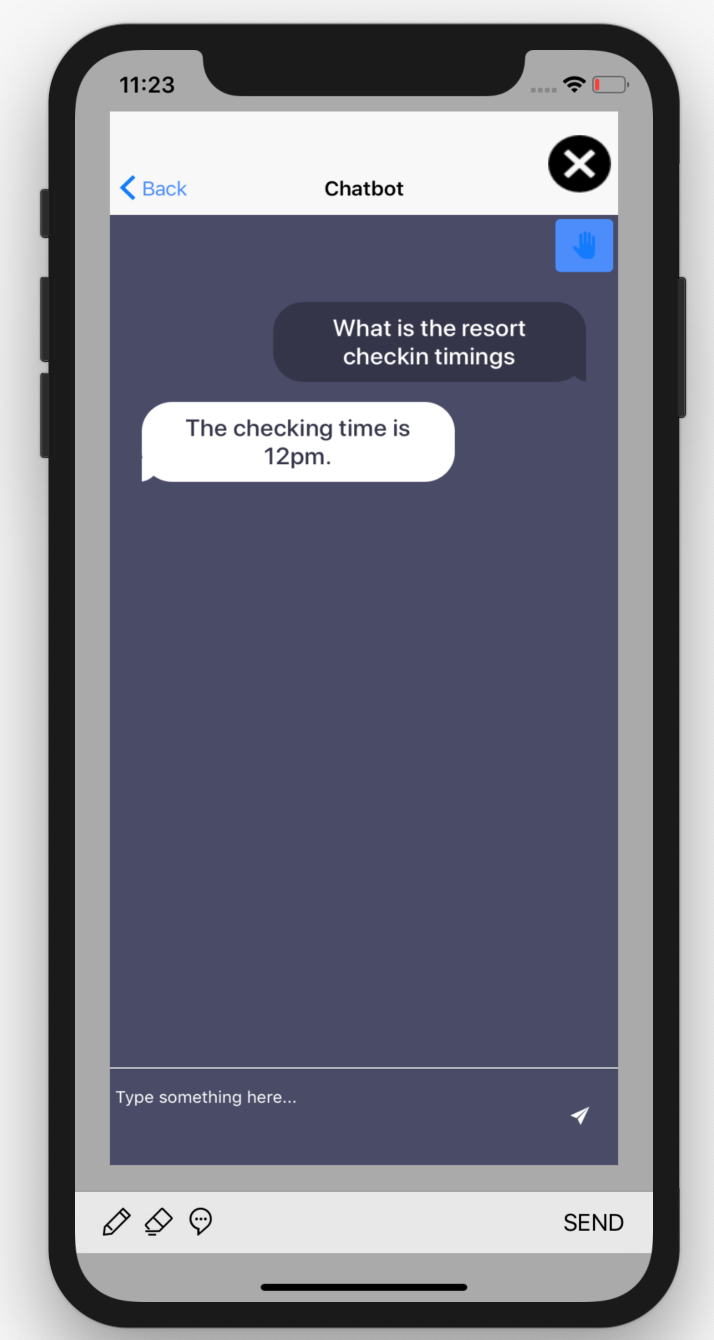 11:23
Back
Chatbot
What is the resort
checkin timings
The checking time is
12pm.
Type something here...
SEND